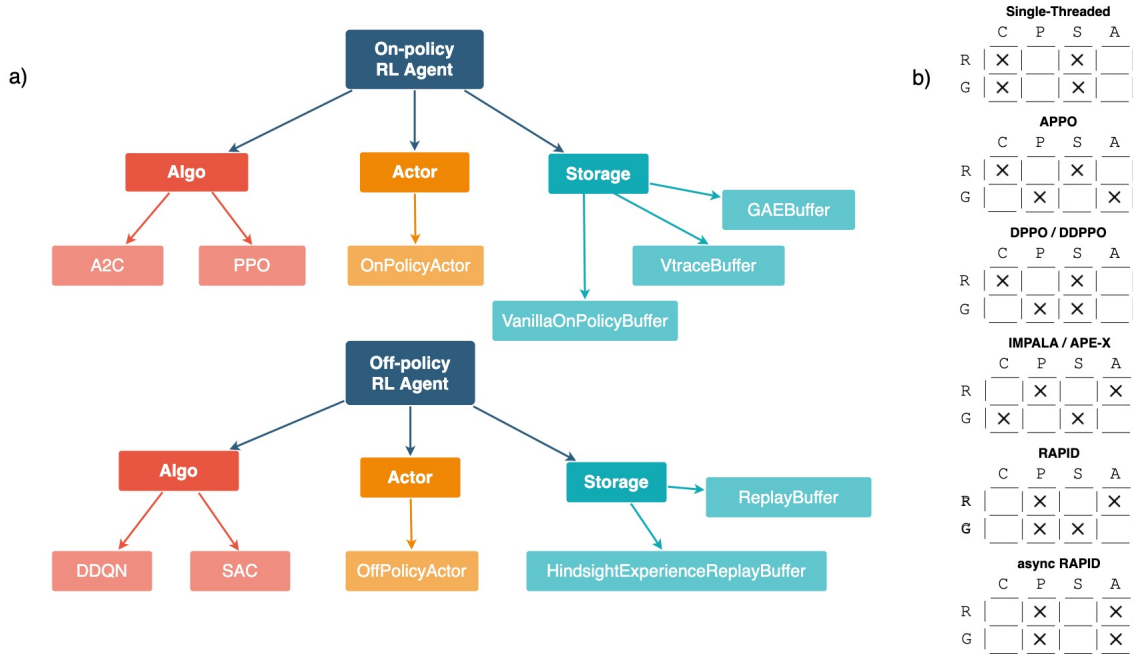 a)
On-policy
RL Agent
Algo
Actor
Storage
A2C
PPO
OnPolicyActor
GAEBuffer
VtraceBuffer
VanillaOnPolicyBuffer
Off-policy
RL Agent
Algo
Actor
Storage
DDQN
SAC
OffPolicyActor
ReplayBuffer
HindsightExperienceReplayBuffer
b)
Single-Threaded
C P S A
R × ×
G × ×
APPO
C P S A
R × ×
G × ×
DPPO / DDPPO
C P S A
R × ×
G × ×
IMPALA / APE-X
C P S A
R × ×
G × ×
RAPID
C P S A
R × ×
G × ×
async RAPID
C P S A
R × ×
G × ×